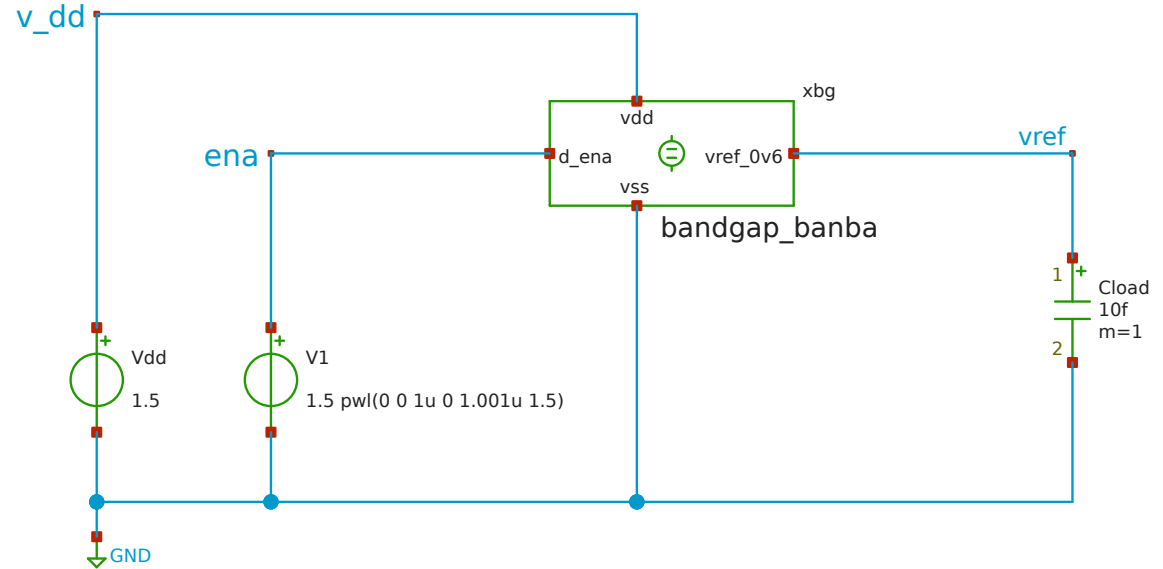 v_dd
xbg
vdd
ena
d_ena
vref_0v6
vref
vss
bandgap_banba
1
+
Cload
10f
m=1
2
+
Vdd
1.5
+
V1
1.5 pwl(0 0 1u 0 1.001u 1.5)
GND